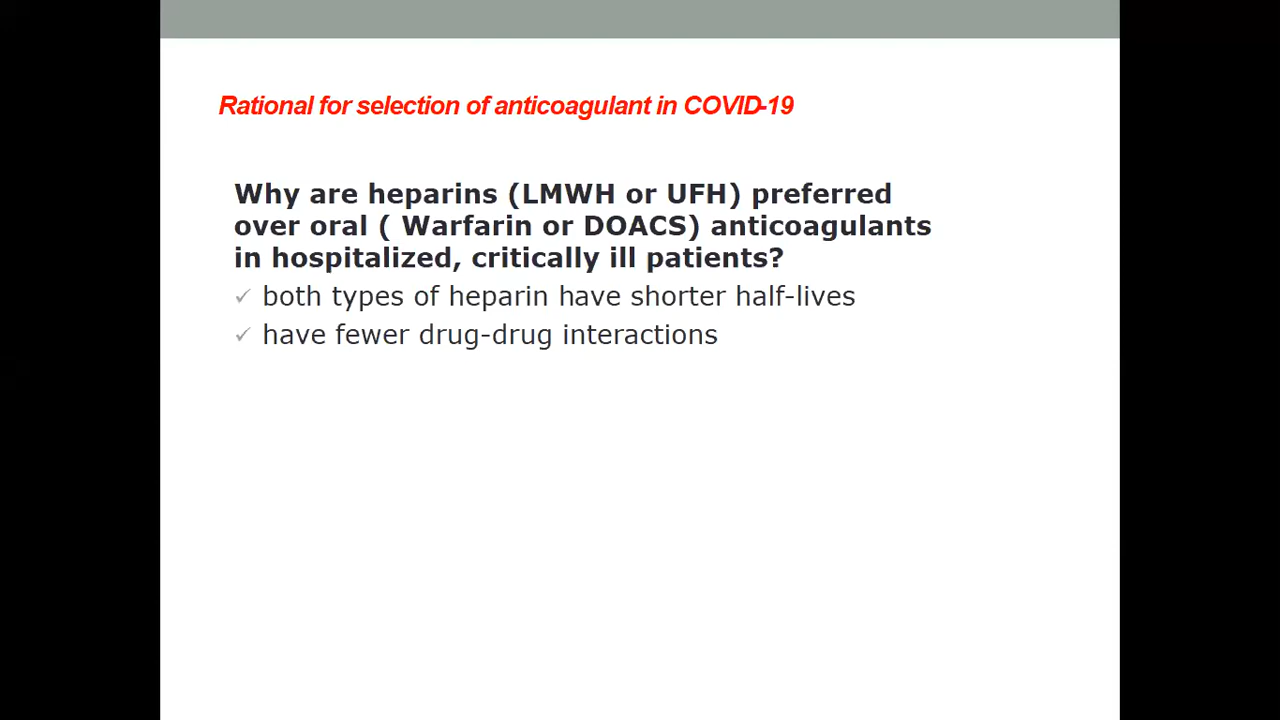 Rational for selection of anticoagulant in COVID-19
Why are heparins (LMWH or UFH) preferred
over oral ( Warfarin or DOACS) anticoagulants
in hospitalized, critically ill patients?
✓ both types of heparin have shorter half-lives
✓ have fewer drug-drug interactions